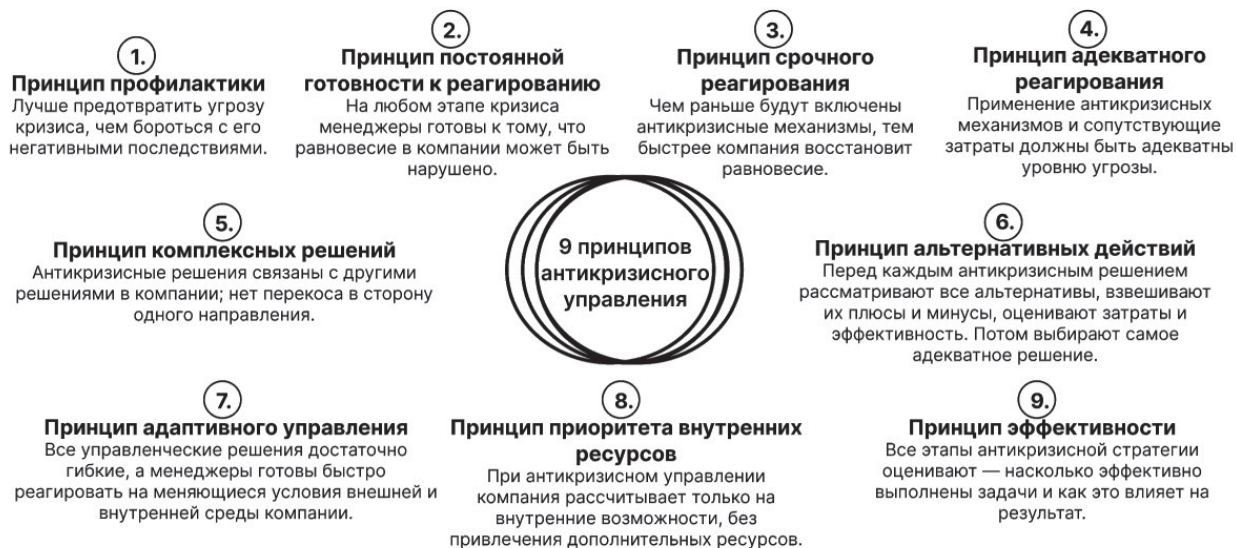 1.
Принцип профилактики
Лучше предотвратить угрозу
кризиса, чем бороться с его
негативными последствиями.
2.
Принцип постоянной
готовности к реагированию
На любом этапе кризиса
менеджеры готовы к тому, что
равновесие в компании может быть
нарушено.
3.
Принцип срочного
реагирования
Чем раньше будут включены
антикризисные механизмы, тем
быстрее компания восстановит
равновесие.
4.
Принцип адекватного
реагирования
Применение антикризисных
механизмов и сопутствующие
затраты должны быть адекватны
уровню угрозы.
5.
Принцип комплексных решений
Антикризисные решения связаны с другими
решениями в компании; нет перекоса в сторону
одного направления.
9 принципов
антикризисного
управления
6.
Принцип альтернативных действий
Перед каждым антикризисным решением
рассматривают все альтернативы, взвешивают
их плюсы и минусы, оценивают затраты и
эффективность. Потом выбирают самое
адекватное решение.
7.
Принцип адаптивного управления
Все управленческие решения достаточно
гибкие, а менеджеры готовы быстро
реагировать на меняющиеся условия внешней и
внутренней среды компании.
8.
Принцип приоритета внутренних
ресурсов
При антикризисном управлении
компания рассчитывает только на
внутренние возможности, без
привлечения дополнительных ресурсов.
9.
Принцип эффективности
Все этапы антикризисной стратегии
оценивают — насколько эффективно
выполнены задачи и как это влияет на
результат.